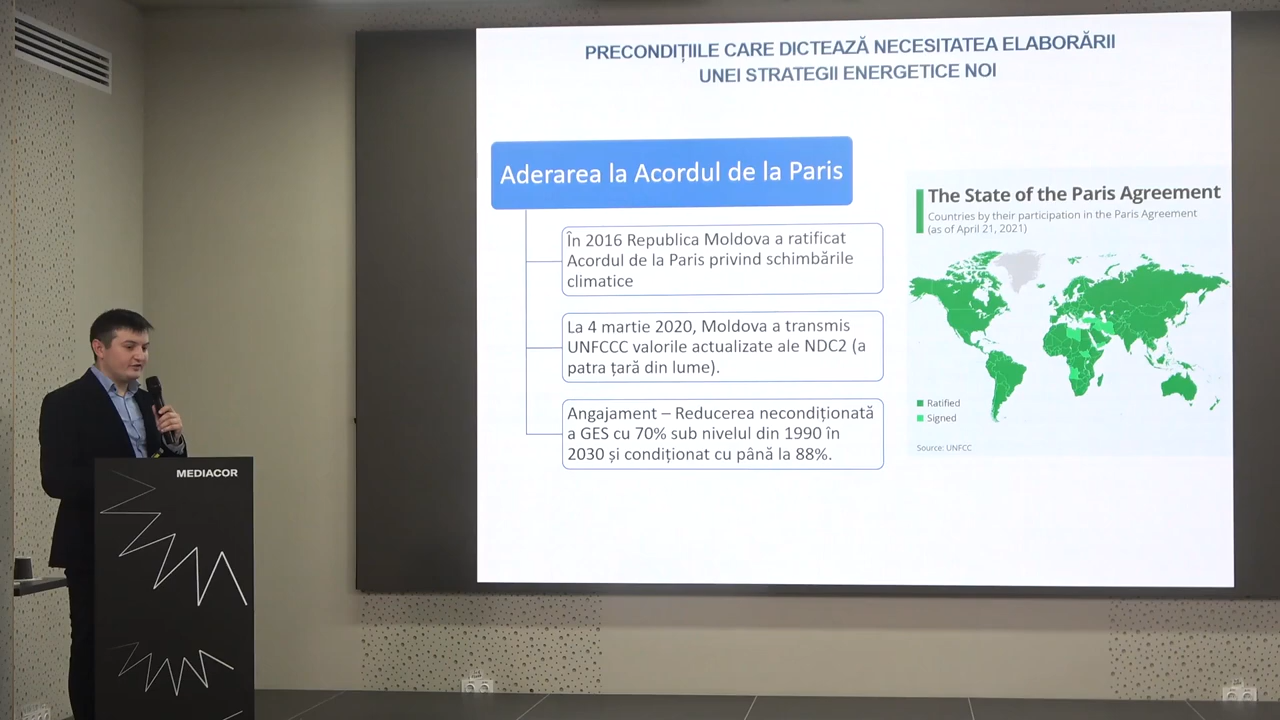 PRECONDIȚIILE CARE DICTEAZĂ NECESITATEA ELABORĂRII
UNEI STRATEGII ENERGETICE NOI
Aderarea la Acordul de la Paris
În 2016 Republica Moldova a ratificat
Acordul de la Paris privind schimbările
climatice
La 4 martie 2020, Moldova a transmis
UNFCCC valorile actualizate ale NDC2 (a
patra țară din lume).
Angajament – Reducerea necondiționată
a GES cu 70% sub nivelul din 1990 în
2030 și condiționat cu până la 88%.
The State of the Paris Agreement
Countries by their participation in the Paris Agreement
(as of April 21, 2021)
Ratified
Signed
Source: UNFCC
MEDIACOR